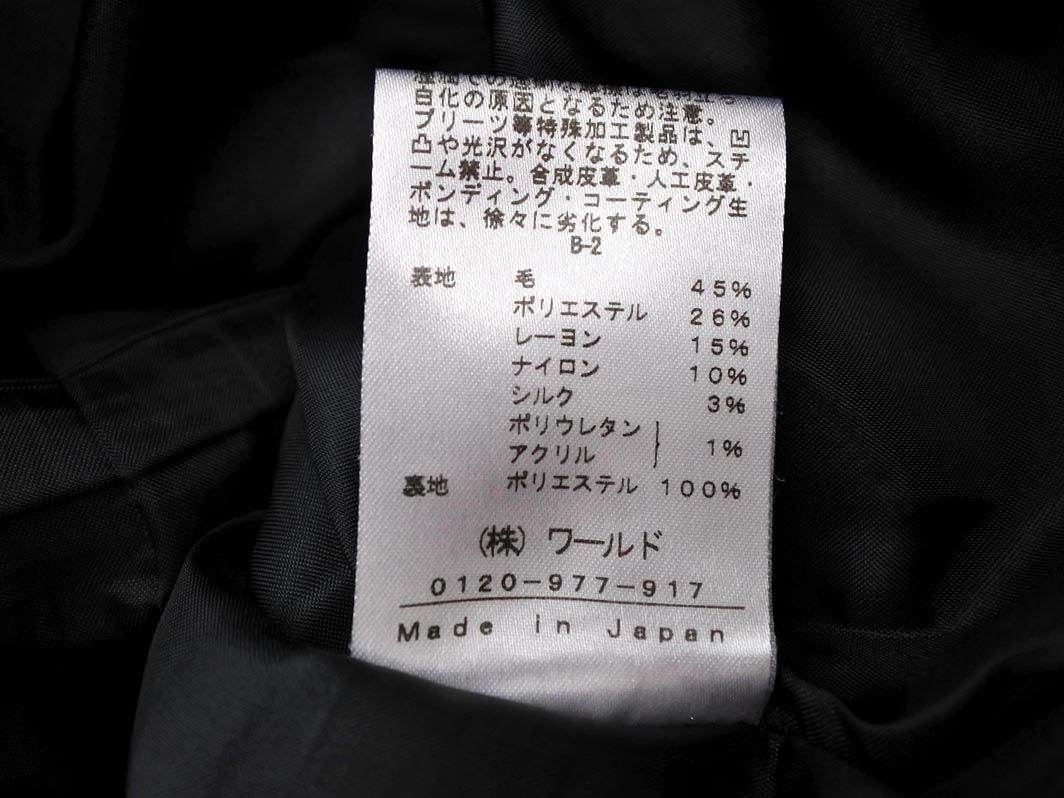 白化の原因となるため注意。
プリーツ等特殊加工製品は、凹
凸や光沢がなくなるため、スチ
ーム禁止。合成皮革・人工皮革・
ボンディング・コーティング生
地は、徐々に劣化する。
B-2
表地 毛 45%
ポリエステル 26%
レーヨン 15%
ナイロン 10%
シルク 3%
ポリウレタン
アクリル 1%
裏地 ポリエステル 100%
(株) ワールド
0120-977-917
Made in Japan